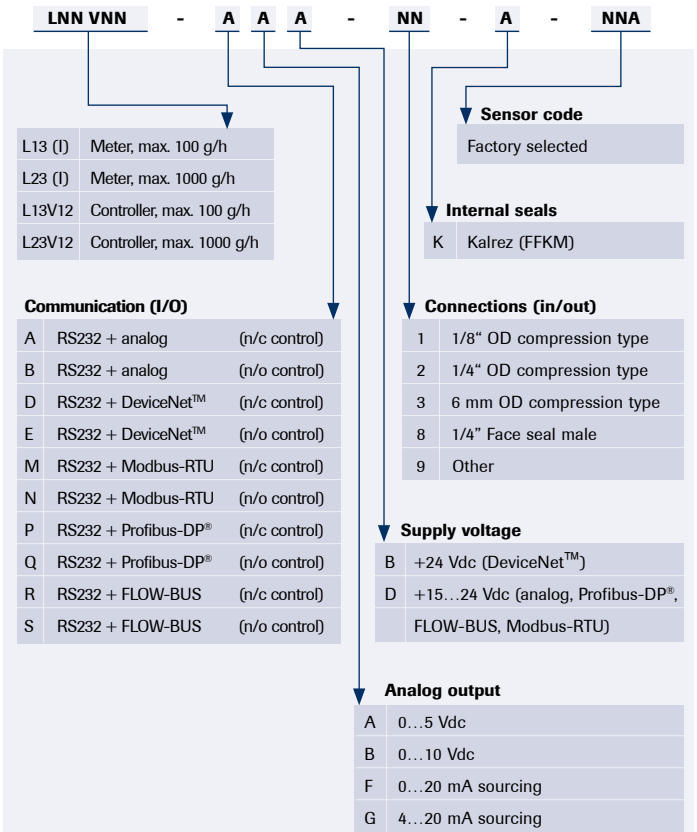 LNN VNN - A A A - NN - A - NNA
Sensor code
Factory selected
L13 (I) Meter, max. 100 g/h
L23 (I) Meter, max. 1000 g/h
L13V12 Controller, max. 100 g/h
L23V12 Controller, max. 1000 g/h
Internal seals
K Kalrez (FFKM)
Communication (I/O)
A RS232 + analog (n/c control)
B RS232 + analog (n/o control)
D RS232 + DeviceNet™ (n/c control)
E RS232 + DeviceNet™ (n/o control)
M RS232 + Modbus-RTU (n/c control)
N RS232 + Modbus-RTU (n/o control)
P RS232 + Profibus-DP® (n/c control)
Q RS232 + Profibus-DP® (n/o control)
R RS232 + FLOW-BUS (n/c control)
S RS232 + FLOW-BUS (n/o control)
Connections (in/out)
1 1/8“ OD compression type
2 1/4“ OD compression type
3 6 mm OD compression type
8 1/4” Face seal male
9 Other
Supply voltage
B +24 Vdc (DeviceNet™)
D +15…24 Vdc (analog, Profibus-DP®,
FLOW-BUS, Modbus-RTU)
Analog output
A 0…5 Vdc
B 0…10 Vdc
F 0…20 mA sourcing
G 4…20 mA sourcing